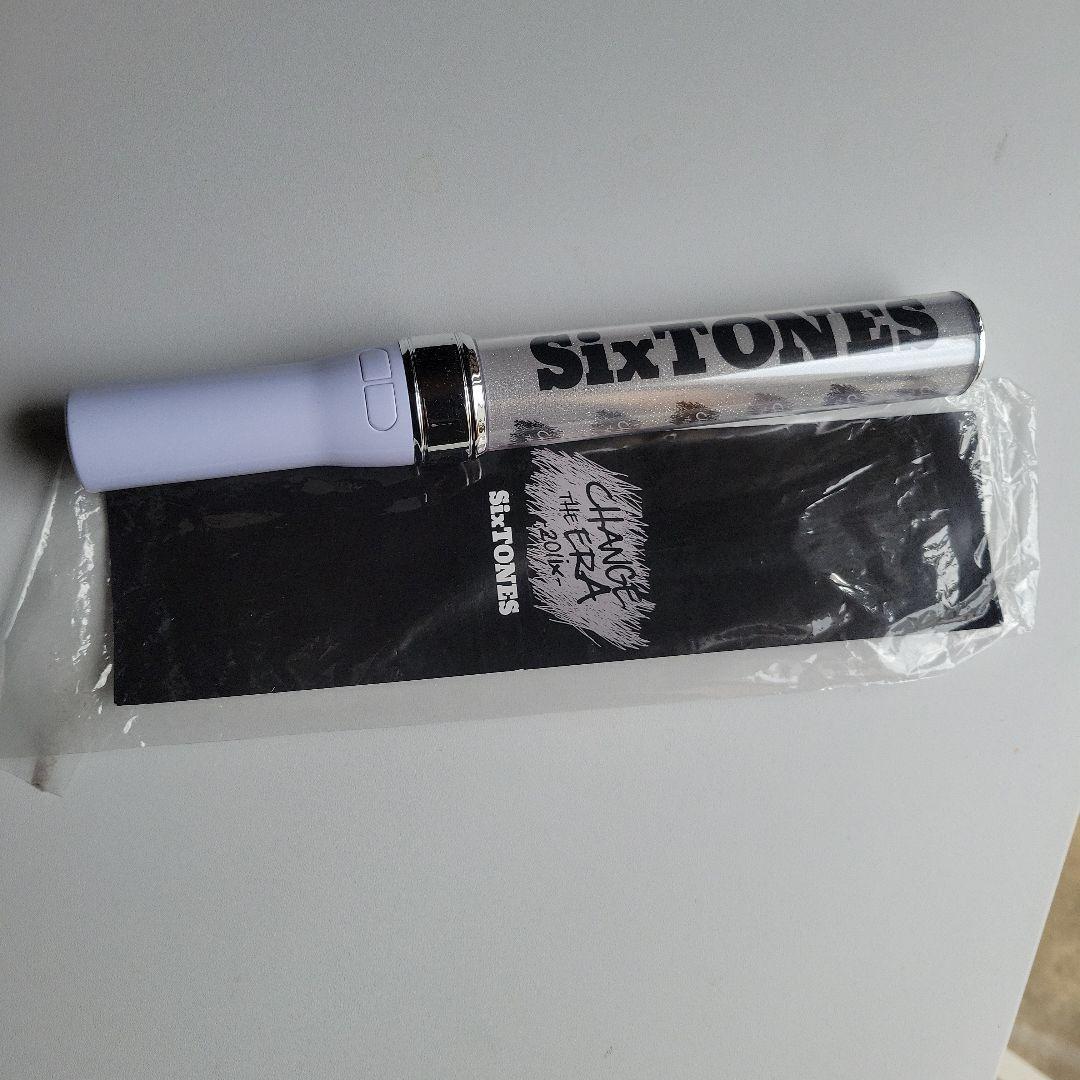 SixTONES
CHANGE
THE ERA
-201ix-
SixTONES